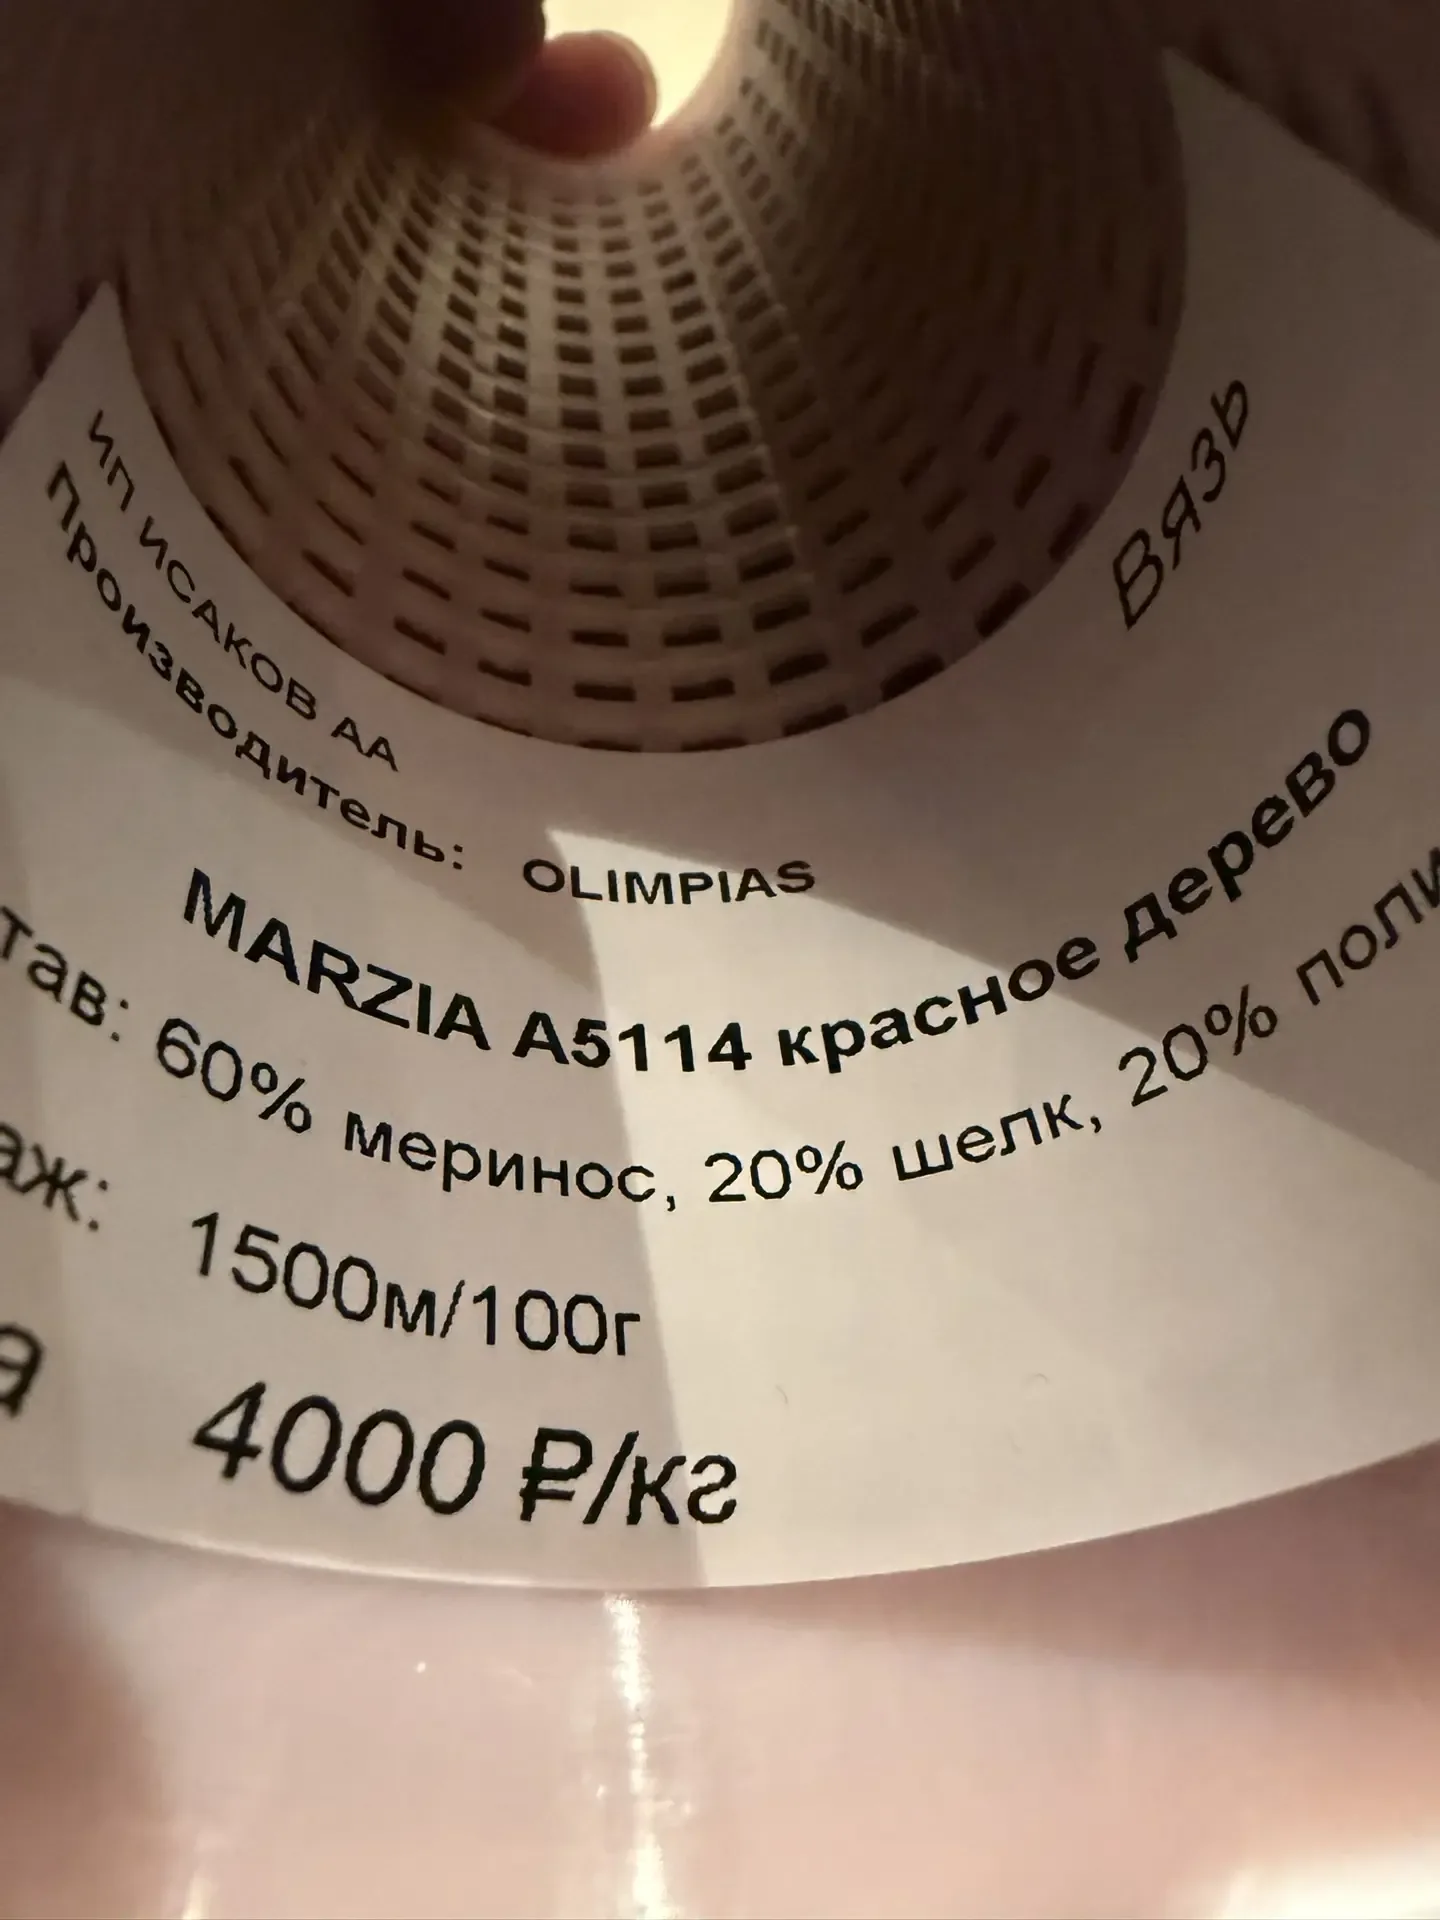 Вязь
ИП ИСАКОВ АА
Производитель: OLIMPIAS
MARZIA A5114 красное дерево
тав: 60% меринос, 20% шелк, 20% поли
аж: 1500м/100г
а 4000 ₽/кг